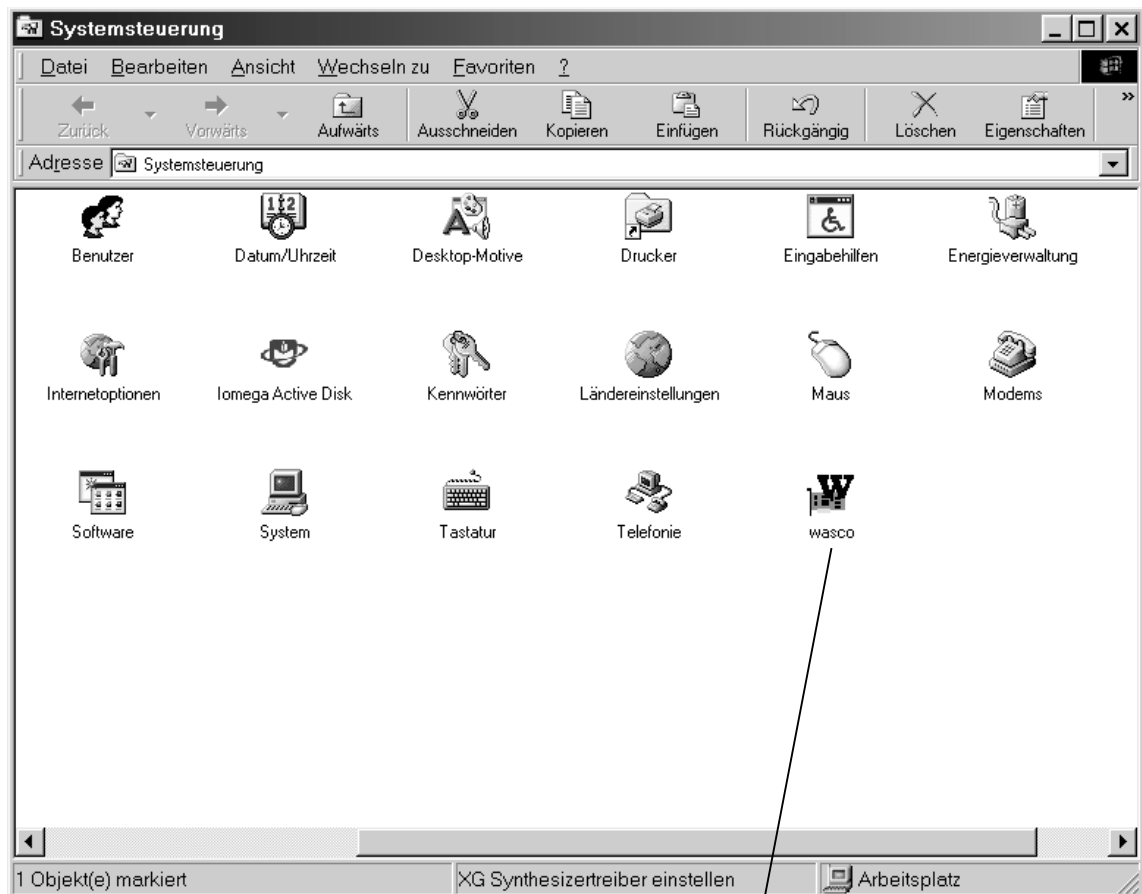 Systemsteuerung
Datei Bearbeiten Ansicht Wechseln zu Favoriten ?
Zurück Vorwärts Aufwärts Ausschneiden Kopieren Einfügen Rückgängig Löschen Eigenschaften »
Adresse Systemsteuerung
Benutzer Datum/Uhrzeit Desktop-Motive Drucker Eingabehilfen Energieverwaltung
Internetoptionen Iomega Active Disk Kennwörter Ländereinstellungen Maus Modems
Software System Tastatur Telefonie wasco
1 Objekt(e) markiert XG Synthesizertreiber einstellen Arbeitsplatz